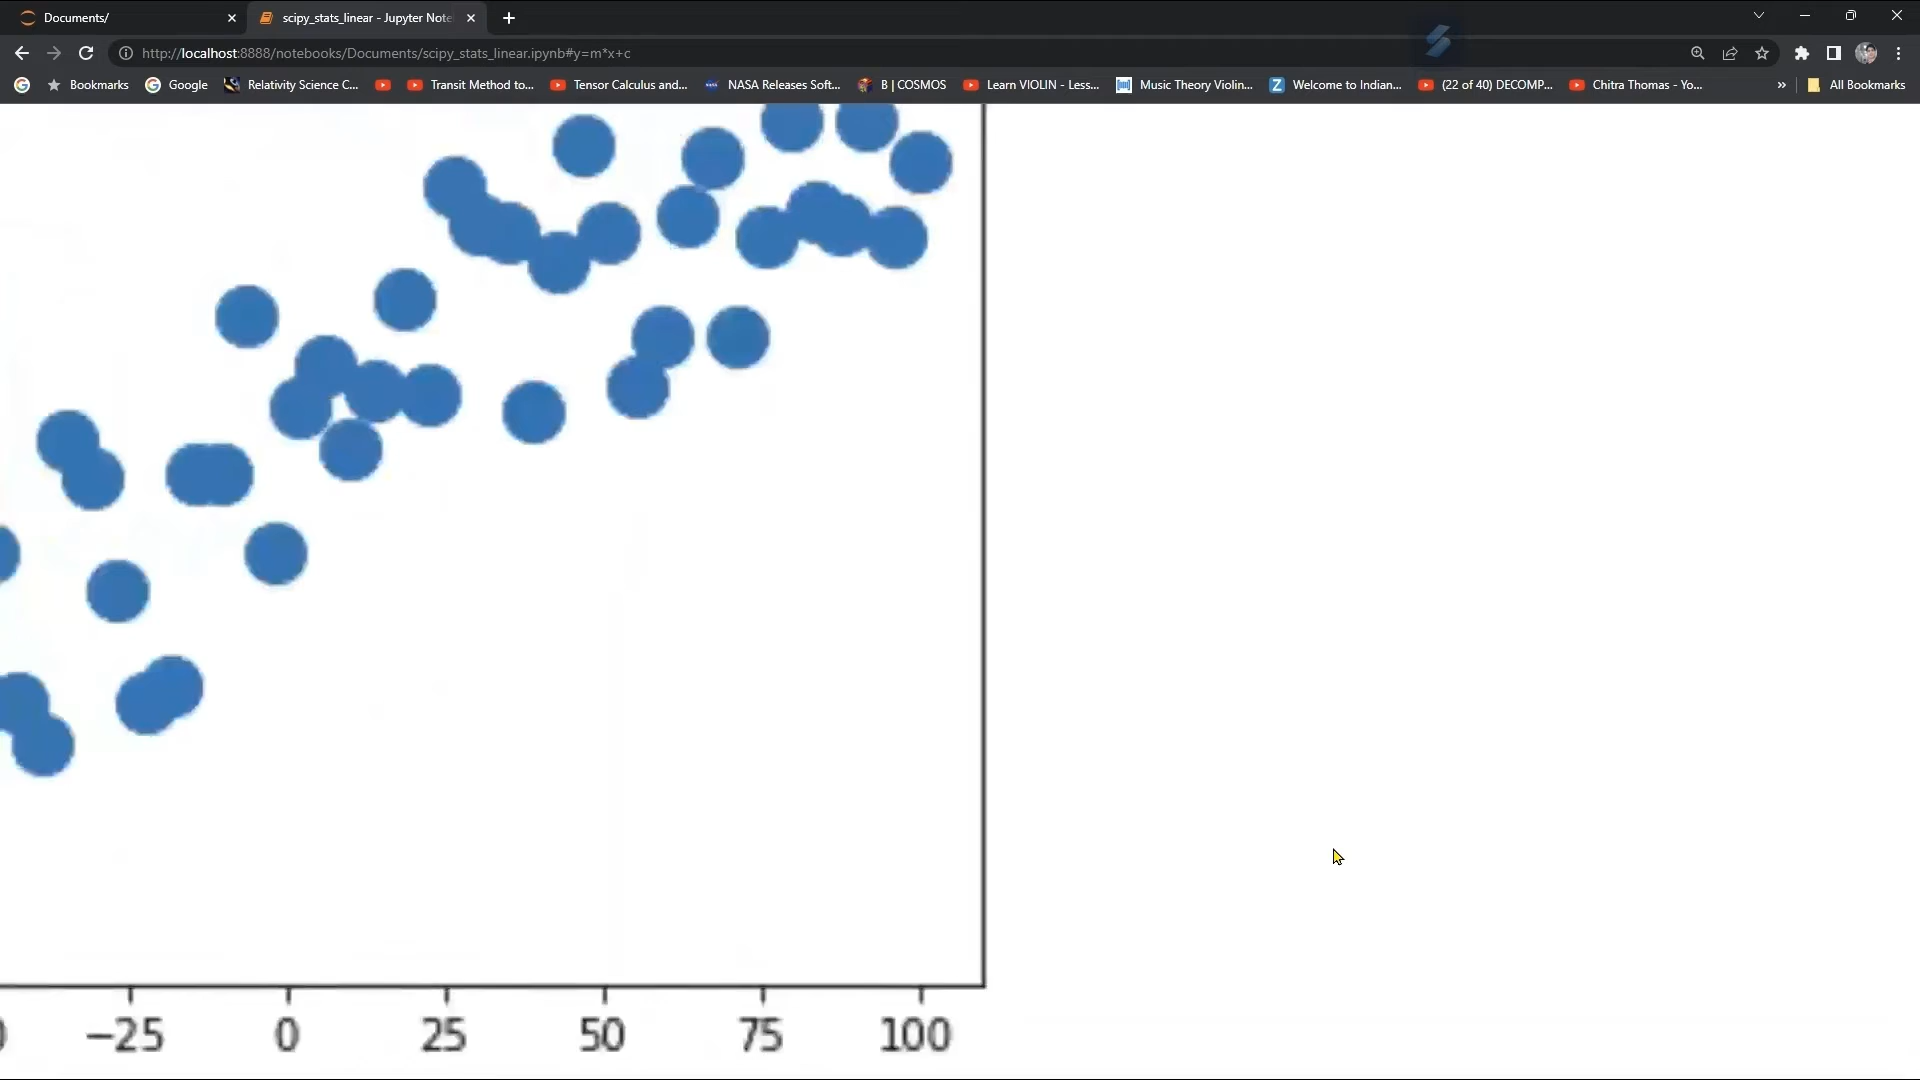 Documents/
scipy_stats_linear - Jupyter Note
http://localhost:8888/notebooks/Documents/scipy_stats_linear.ipynb#y=m*x+c
Bookmarks Google Relativity Science C... Transit Method to... Tensor Calculus and... NASA Releases Soft... B | COSMOS Learn VIOLIN - Less... Music Theory Violin... Welcome to Indian... (22 of 40) DECOMP... Chitra Thomas - Yo... » All Bookmarks
−25 0 25 50 75 100